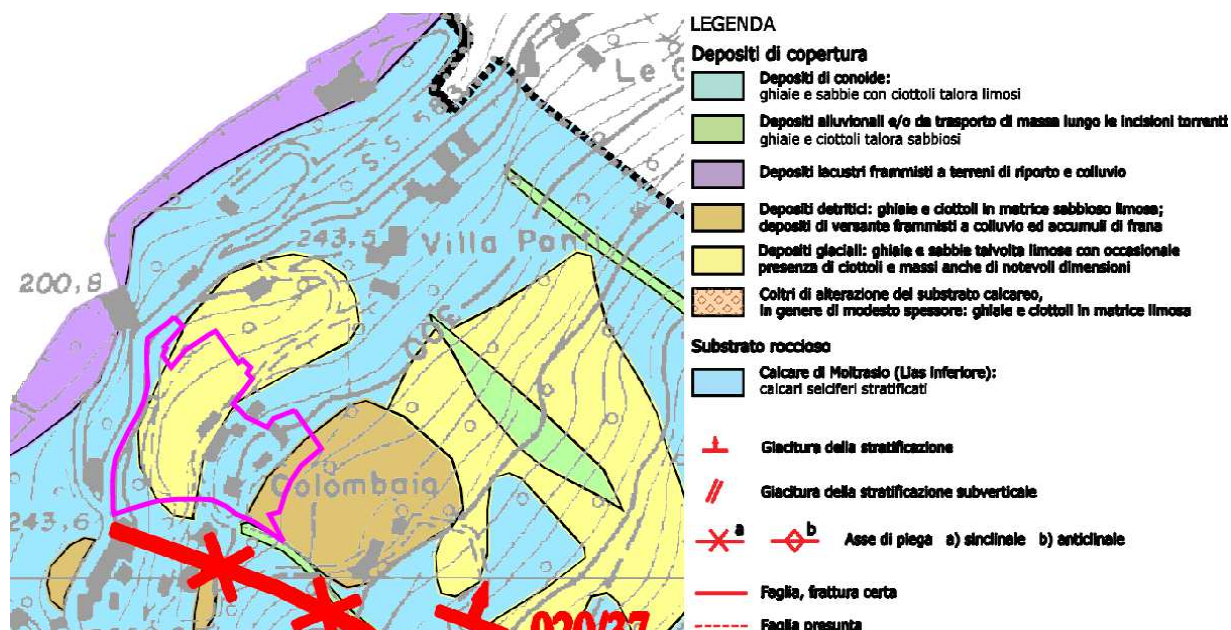 LEGENDA
Depositi di copertura
Depositi di conoide:
ghiaie e sabbie con ciottoli talora limosi
Depositi alluvionali e/o da trasporto di massa lungo le incisioni torrenti
ghiaie e ciottoli talora sabbiosi
Depositi lacustri frammisti a terreni di riporto e colluvio
Depositi detritici: ghiaie e ciottoli in matrice sabbioso limosa;
depositi di versante frammisti a colluvio ed accumuli di frana
Depositi glaciali: ghiaie e sabbie talvolta limose con occasionale
presenza di ciottoli e massi anche di notevoli dimensioni
Coltri di alterazione del substrato calcareo,
in genere di modesto spessore: ghiaie e ciottoli in matrice limosa
Substrato roccioso
Calcare di Moltrasio (Lias inferiore):
calcari selciferi stratificati
Giacitura della stratificazione
Giacitura della stratificazione subverticale
a b
Asse di piega a) sinclinale b) anticlinale
Faglia, frattura certa
Faglia presunta
Le
S.S. 583
243,5
Villa Ponti
200,8
300
Colombaia
243,6
020/37